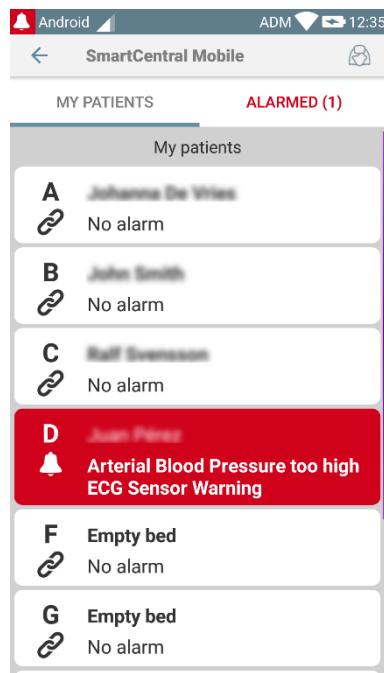 Android ADM 12:35
SmartCentral Mobile
MY PATIENTS ALARMED (1)
My patients
A
No alarm
B
No alarm
C
No alarm
D
Arterial Blood Pressure too high
ECG Sensor Warning
F Empty bed
No alarm
G Empty bed
No alarm